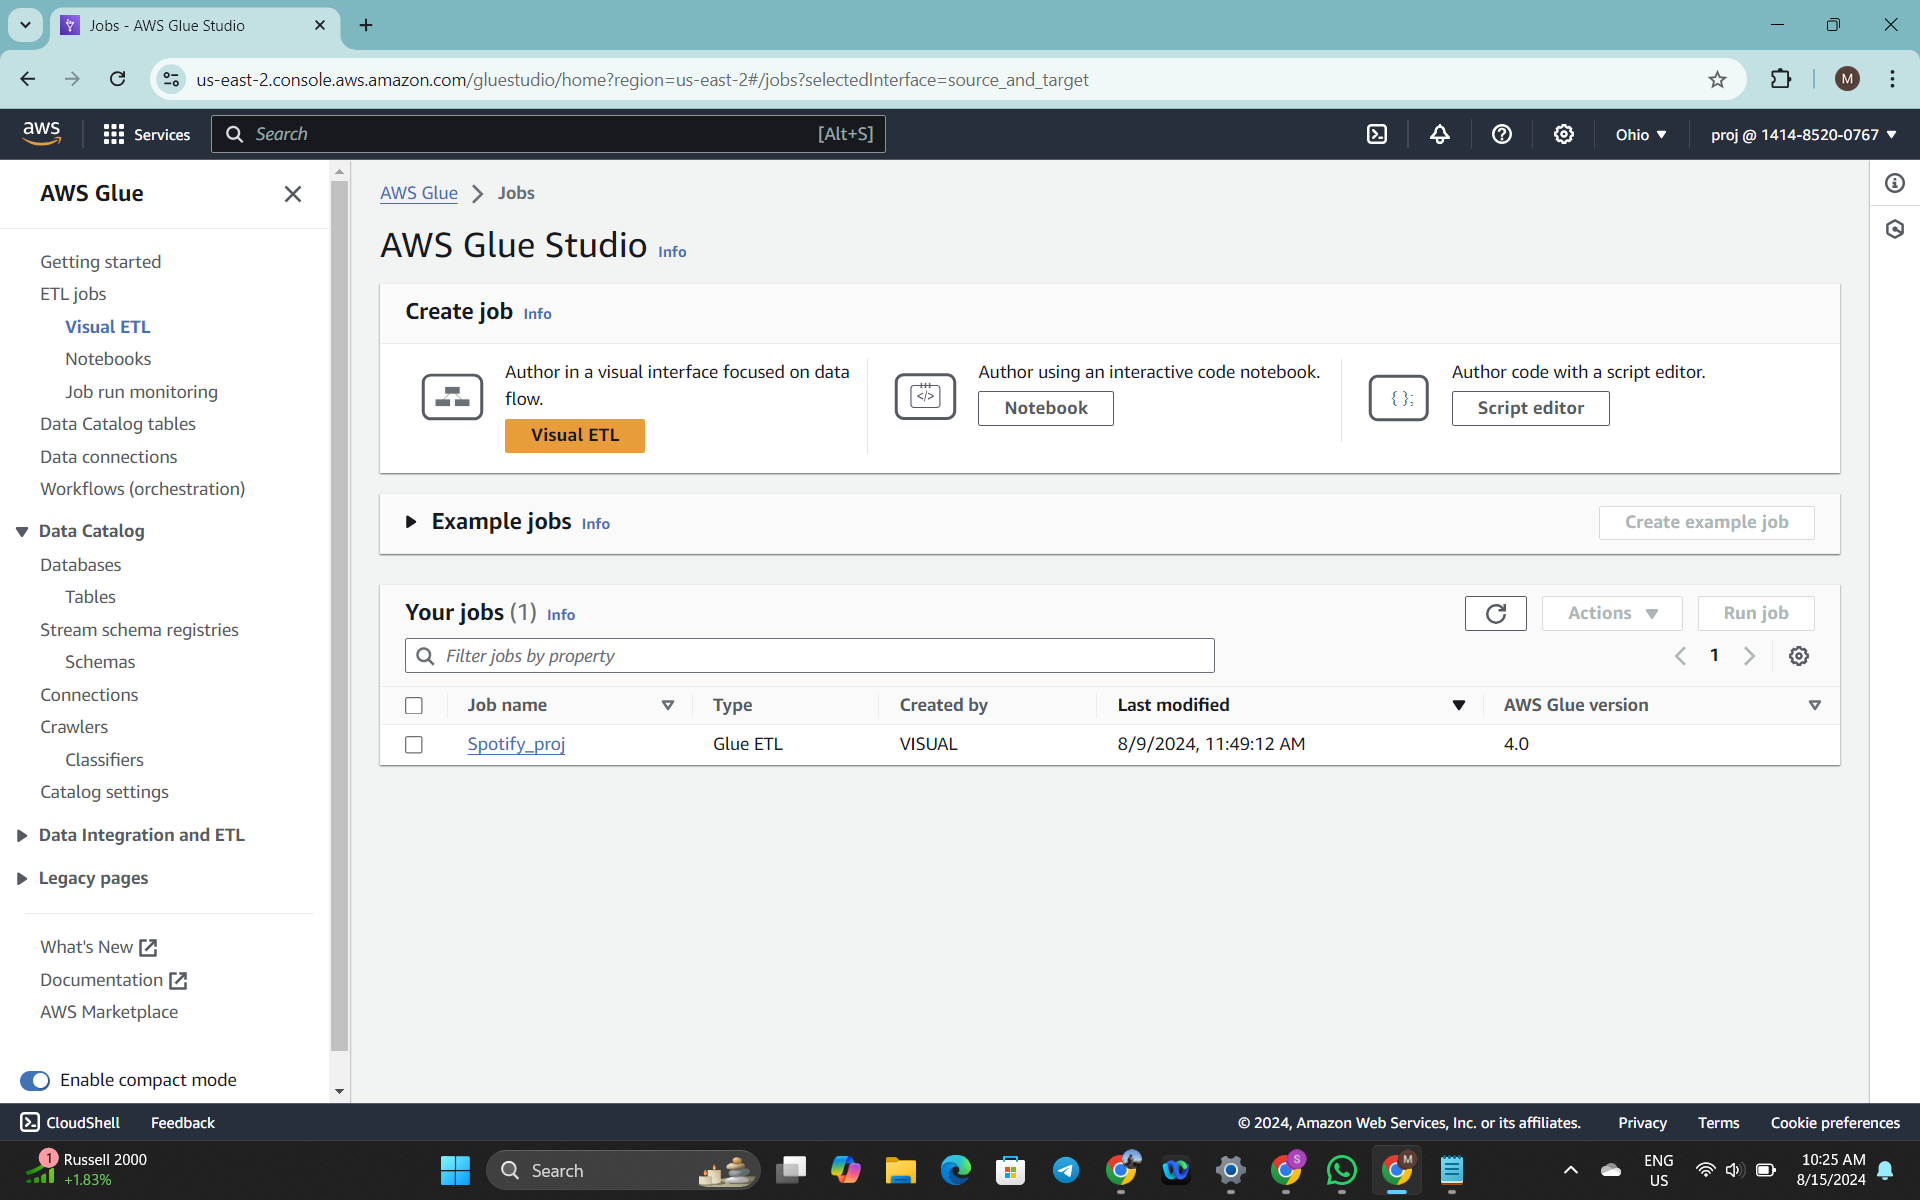 Jobs - AWS Glue Studio
us-east-2.console.aws.amazon.com/gluestudio/home?region=us-east-2#/jobs?selectedInterface=source_and_target
M
aws
Services
Search
[Alt+S]
Ohio
proj @ 1414-8520-0767
AWS Glue
Getting started
ETL jobs
Visual ETL
Notebooks
Job run monitoring
Data Catalog tables
Data connections
Workflows (orchestration)
Data Catalog
Databases
Tables
Stream schema registries
Schemas
Connections
Crawlers
Classifiers
Catalog settings
Data Integration and ETL
Legacy pages
What's New
Documentation
AWS Marketplace
Enable compact mode
AWS Glue > Jobs
AWS Glue Studio Info
Create job Info
Author in a visual interface focused on data
flow.
Visual ETL
Author using an interactive code notebook.
Notebook
Author code with a script editor.
Script editor
Example jobs Info
Create example job
Your jobs (1) Info
Actions
Run job
Filter jobs by property
1
Job name Type Created by Last modified AWS Glue version
Spotify_proj Glue ETL VISUAL 8/9/2024, 11:49:12 AM 4.0
CloudShell Feedback
© 2024, Amazon Web Services, Inc. or its affiliates. Privacy Terms Cookie preferences
1
Russell 2000
+1.83%
Search
S
M
ENG
US
10:25 AM
8/15/2024